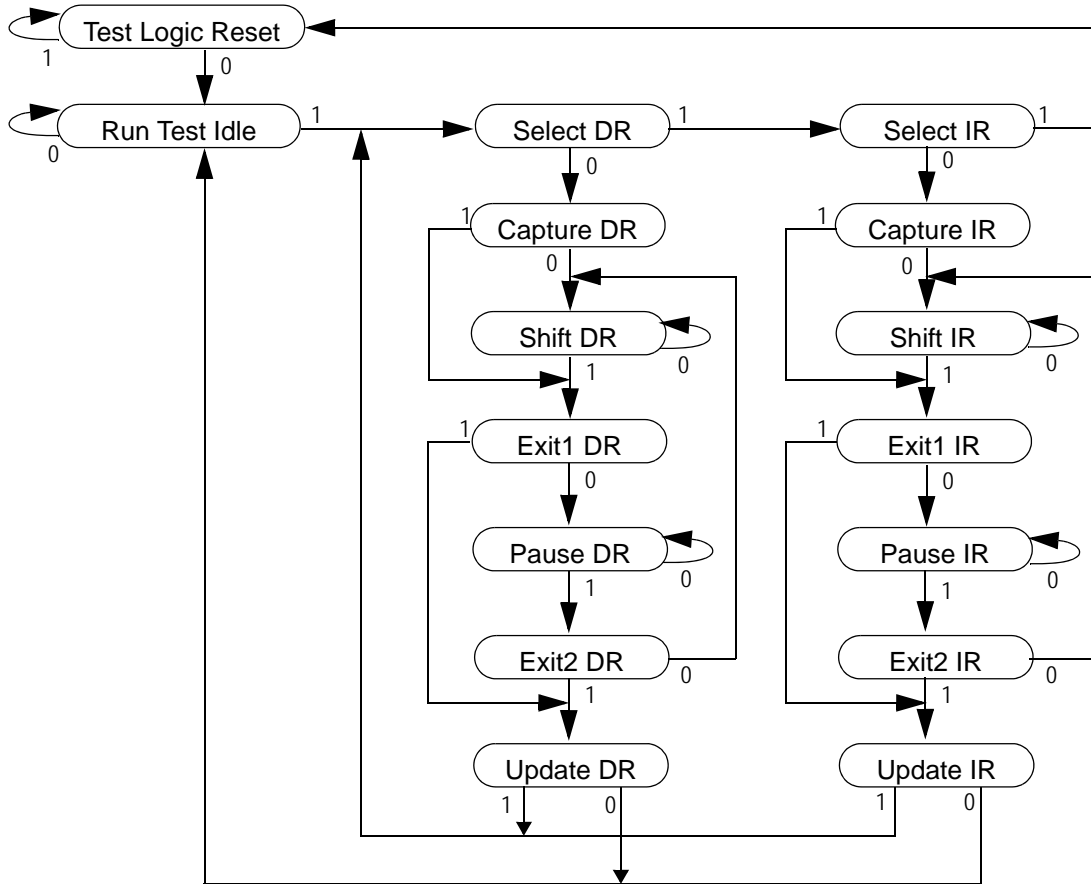 Test Logic Reset
1
0
Run Test Idle
1
Select DR
1
Select IR
1
0
0
0
1
Capture DR
1
Capture IR
0
0
Shift DR
Shift IR
0
0
1
1
1
Exit1 DR
1
Exit1 IR
0
0
Pause DR
Pause IR
0
0
1
1
Exit2 DR
Exit2 IR
0
0
1
1
Update DR
Update IR
1
0
1
0